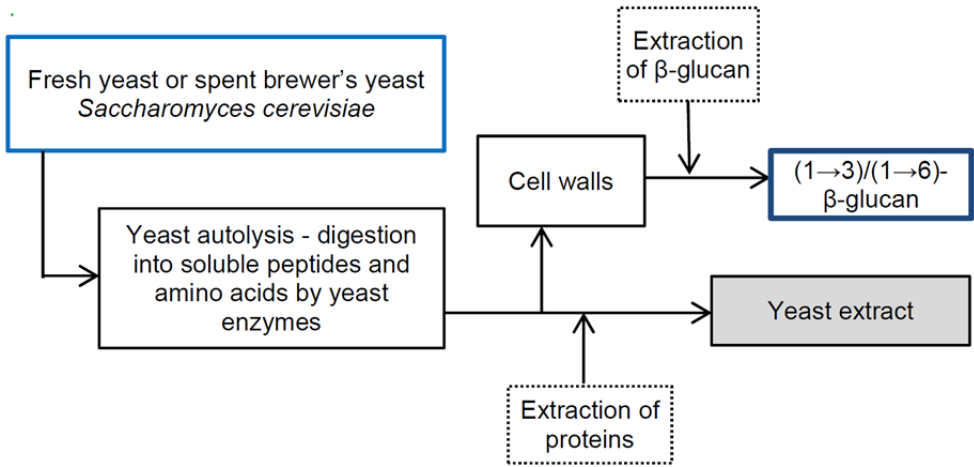 Fresh yeast or spent brewer’s yeast
Saccharomyces cerevisiae
Extraction
of β-glucan
Cell walls
(1→3)/(1→6)-
β-glucan
Yeast autolysis - digestion
into soluble peptides and
amino acids by yeast
enzymes
Yeast extract
Extraction of
proteins